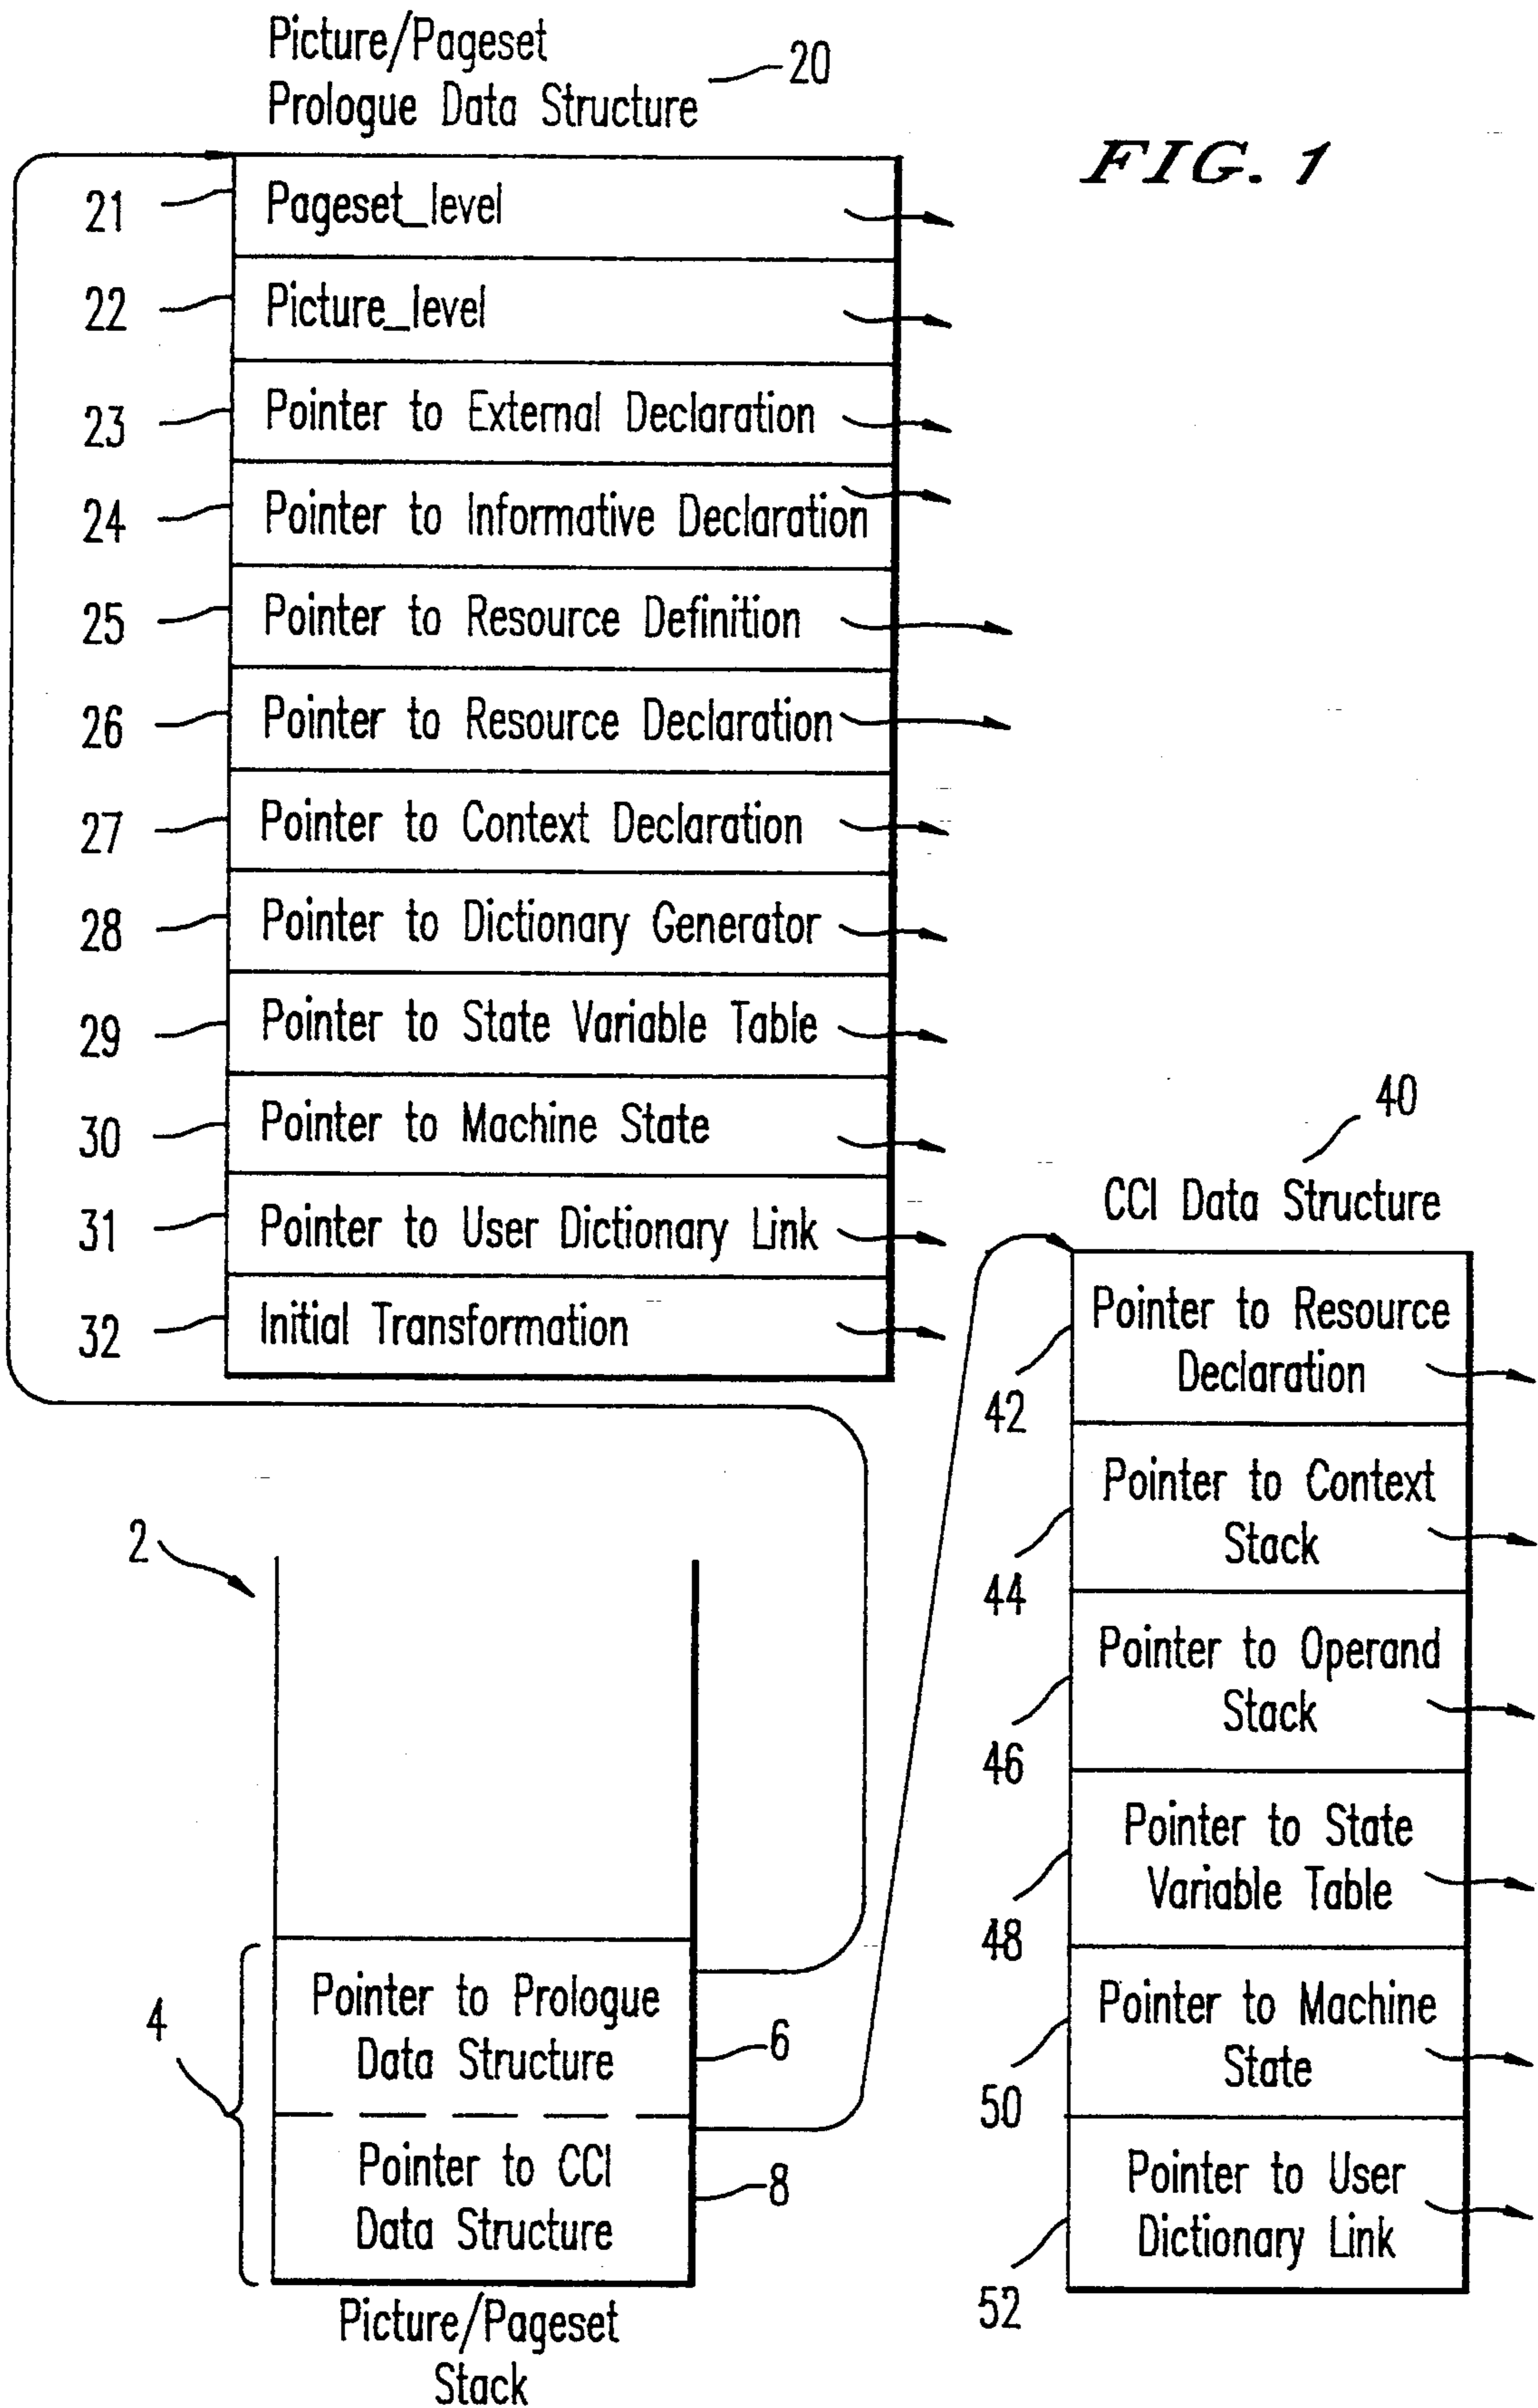 Picture/Pageset
Prologue Data Structure
20
FIG. 1
21
Pageset_level
22
Picture_level
23
Pointer to External Declaration
24
Pointer to Informative Declaration
25
Pointer to Resource Definition
26
Pointer to Resource Declaration
27
Pointer to Context Declaration
28
Pointer to Dictionary Generator
29
Pointer to State Variable Table
30
Pointer to Machine State
31
Pointer to User Dictionary Link
32
Initial Transformation
40
CCI Data Structure
Pointer to Resource
Declaration
42
Pointer to Context
Stack
44
Pointer to Operand
Stack
46
Pointer to State
Variable Table
48
Pointer to Machine
State
50
Pointer to User
Dictionary Link
52
2
4
Pointer to Prologue
Data Structure
6
Pointer to CCI
Data Structure
8
Picture/Pageset
Stack